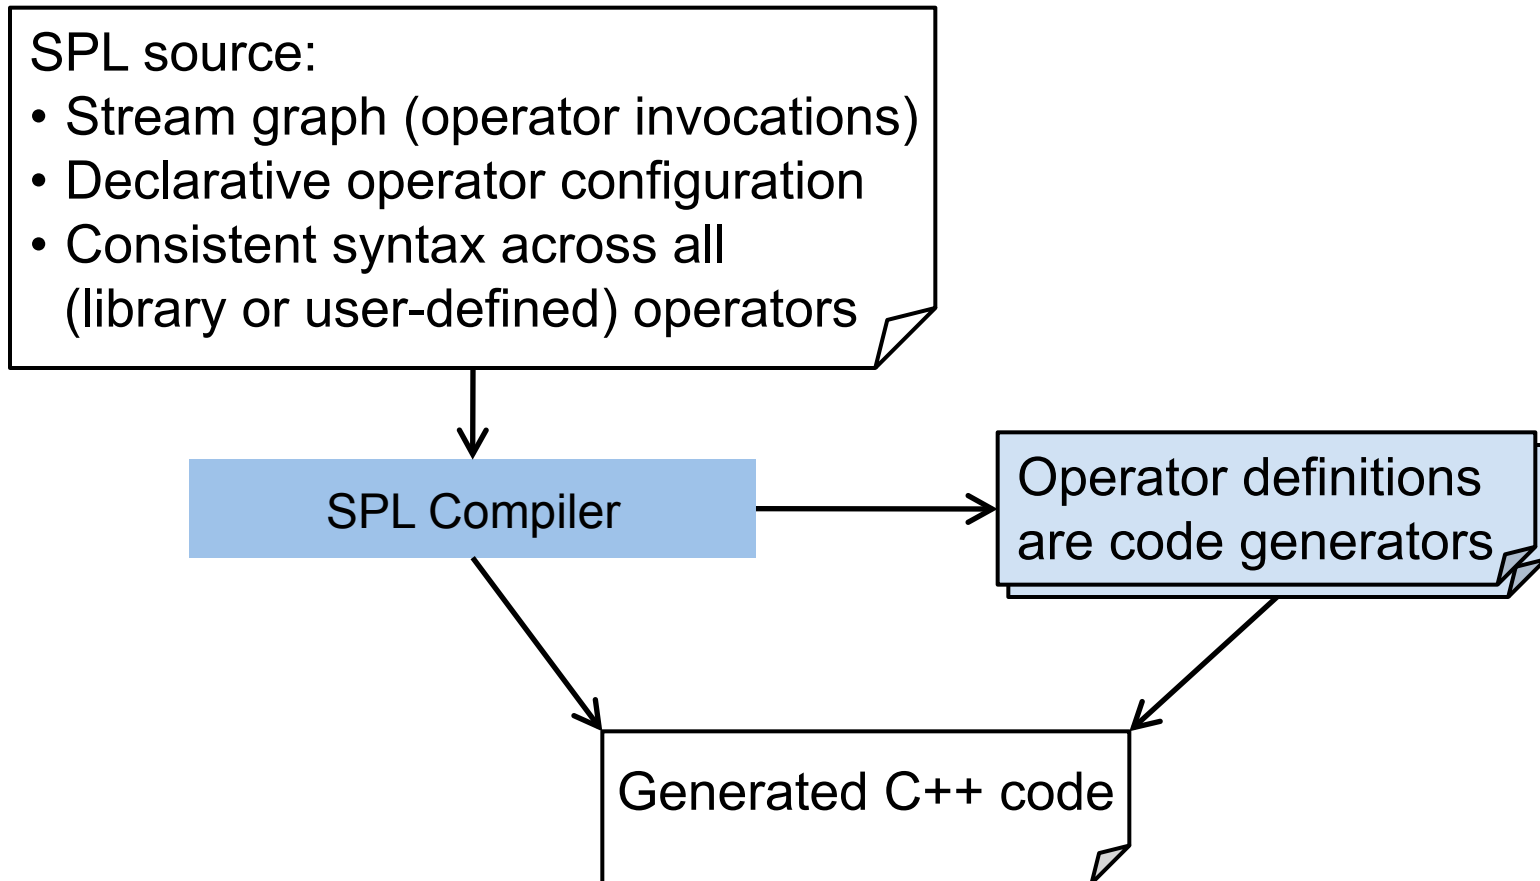 SPL source:
• Stream graph (operator invocations)
• Declarative operator configuration
• Consistent syntax across all
(library or user-defined) operators
SPL Compiler
Operator definitions
are code generators
Generated C++ code